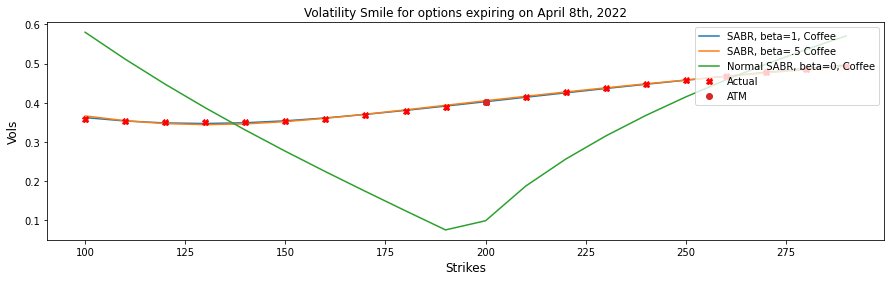 Volatility Smile for options expiring on April 8th, 2022
SABR, beta=1, Coffee
SABR, beta=.5 Coffee
Normal SABR, beta=0, Coffee
Actual
ATM
Vols
0.6
0.5
0.4
0.3
0.2
0.1
100
125
150
175
200
225
250
275
Strikes